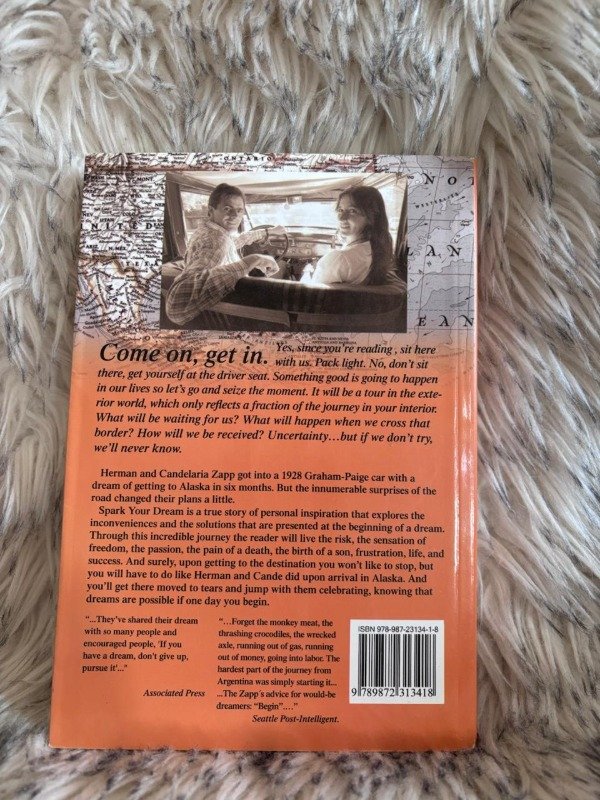 ONTARIO
UNITED
NO
LAN
EAN
Come on, get in. Yes, since you're reading , sit here
with us. Pack light. No, don't sit
there, get yourself at the driver seat. Something good is going to happen
in our lives so let's go and seize the moment. It will be a tour in the exte-
rior world, which only reflects a fraction of the journey in your interior.
What will be waiting for us? What will happen when we cross that
border? How will we be received? Uncertainty…but if we don't try,
we'll never know.
Herman and Candelaria Zapp got into a 1928 Graham-Paige car with a
dream of getting to Alaska in six months. But the innumerable surprises of the
road changed their plans a little.
Spark Your Dream is a true story of personal inspiration that explores the
inconveniences and the solutions that are presented at the beginning of a dream.
Through this incredible journey the reader will live the risk, the sensation of
freedom, the passion, the pain of a death, the birth of a son, frustration, life, and
success. And surely, upon getting to the destination you won't like to stop, but
you will have to do like Herman and Cande did upon arrival in Alaska. And
you'll get there moved to tears and jump with them celebrating, knowing that
dreams are possible if one day you begin.
"...They've shared their dream
with so many people and
encouraged people, 'If you
have a dream, don't give up,
pursue it'..."
Associated Press
"…Forget the monkey meat, the
thrashing crocodiles, the wrecked
axle, running out of gas, running
out of money, going into labor. The
hardest part of the journey from
Argentina was simply starting it...
...The Zapp´s advice for would-be
dreamers: "Begin"…."
Seattle Post-Intelligent.
ISBN 978-987-23134-1-8
9 789872 313418